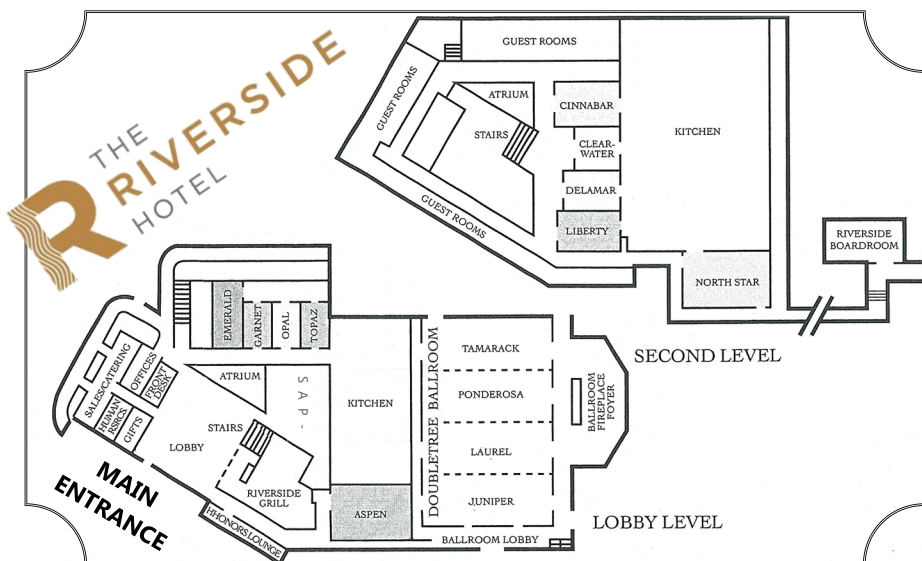 THE
RIVERSIDE
HOTEL
GUEST ROOMS
GUEST ROOMS
ATRIUM
CINNABAR
STAIRS
KITCHEN
CLEAR-
WATER
DELAMAR
GUEST ROOMS
LIBERTY
RIVERSIDE
BOARDROOM
NORTH STAR
SECOND LEVEL
EMERALD
GARNET
OPAL
TOPAZ
SALES/CATERING
OFFICES
FRONT
DESK
HUMAN
RSRCS
GIFTS
ATRIUM
SAP-
KITCHEN
STAIRS
LOBBY
RIVERSIDE
GRILL
ASPEN
HHONORS LOUNGE
DOUBLETREE BALLROOM
TAMARACK
PONDEROSA
LAUREL
JUNIPER
BALLROOM
FIREPLACE
FOYER
BALLROOM LOBBY
LOBBY LEVEL
MAIN
ENTRANCE